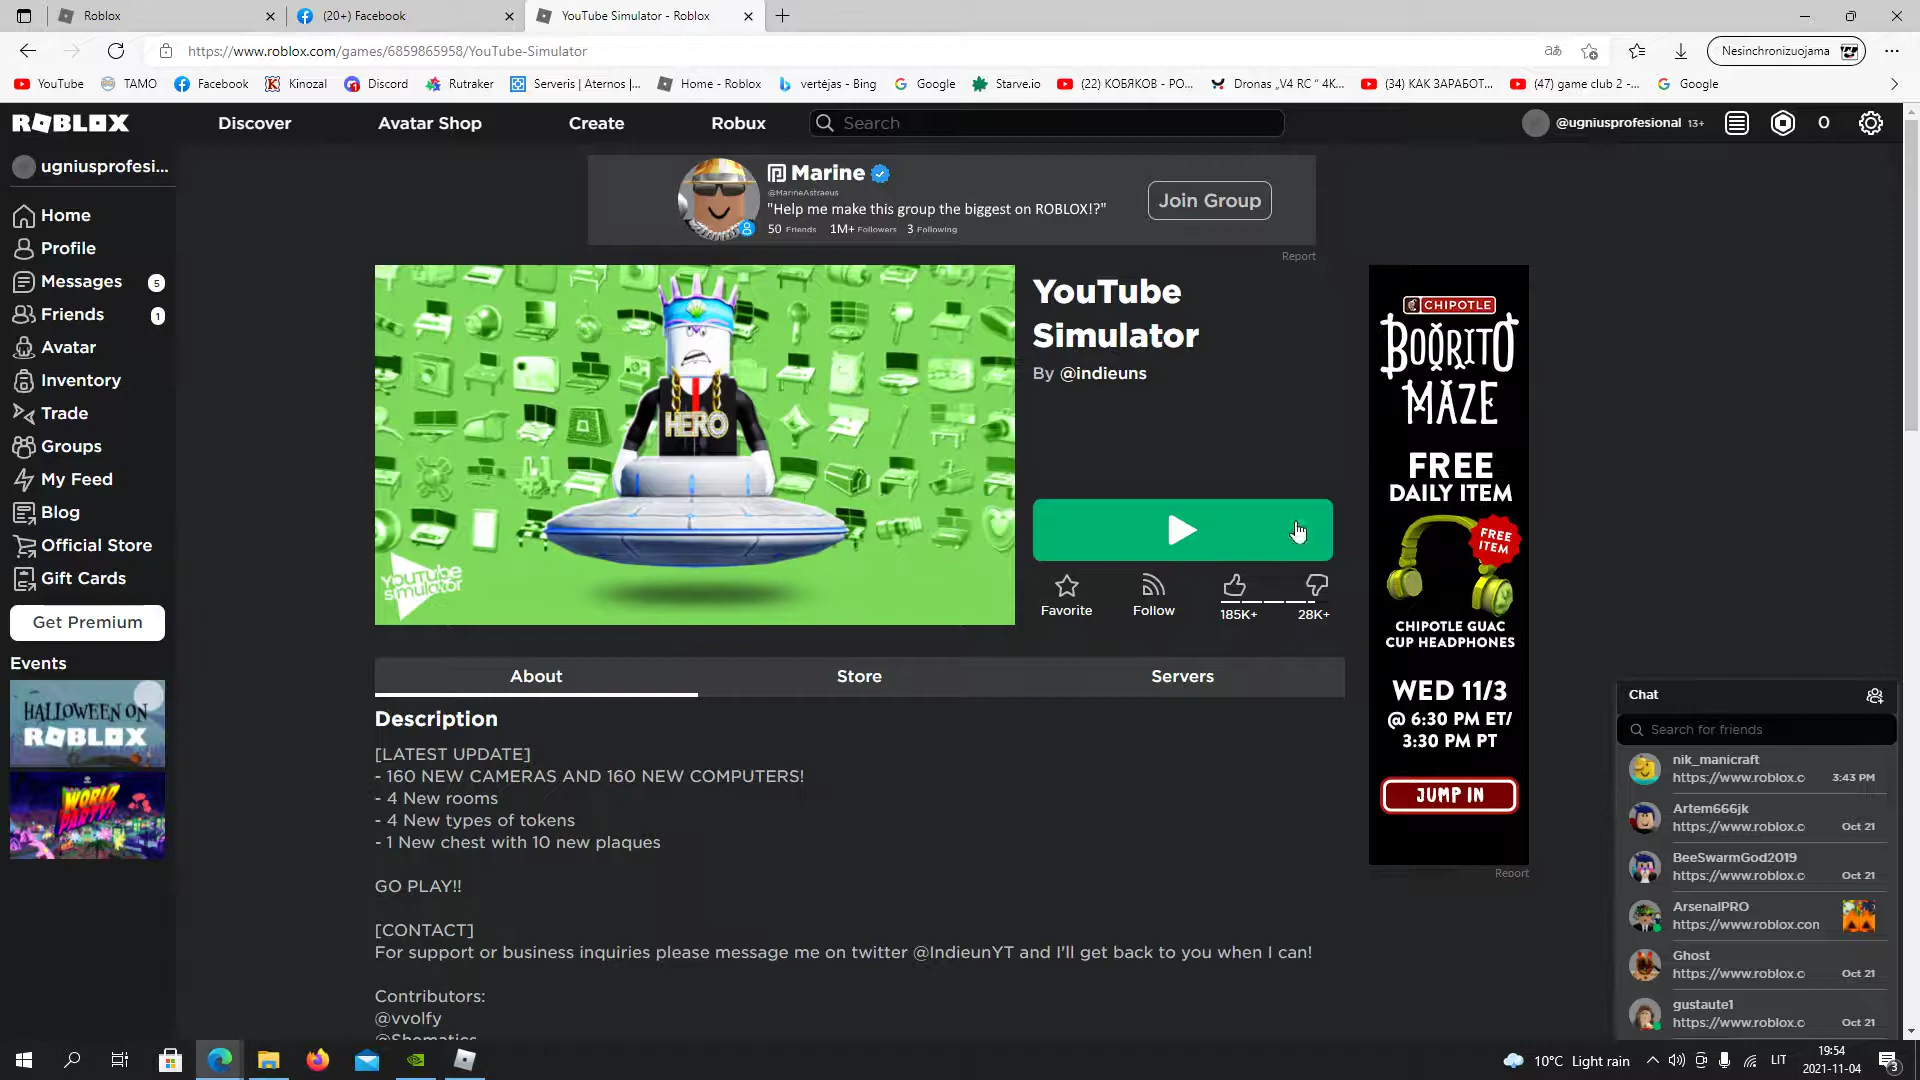 Roblox
(20+) Facebook
YouTube Simulator - Roblox
https://www.roblox.com/games/6859865958/YouTube-Simulator
Nesinchronizuojama
YouTube
TAMO
Facebook
Kinozal
Discord
Rutraker
Serveris | Aternos |...
Home - Roblox
vertėjas - Bing
Google
Starve.io
(22) КОБЯКОВ - РО...
Dronas „V4 RC " 4K...
(34) КАК ЗАРАБОТ...
(47) game club 2 -...
Google
ROBLOX
Discover
Avatar Shop
Create
Robux
Search
@ugniusprofesional 13+
0
ugniusprofesi...
Home
Profile
Messages
5
Friends
1
Avatar
Inventory
Trade
Groups
My Feed
Blog
Official Store
Gift Cards
Get Premium
Events
HALLOWEEN ON
ROBLOX
WORLD
PARTY!
Marine
@MarineAstraeus
"Help me make this group the biggest on ROBLOX!?"
50 Friends 1M+ Followers 3 Following
Join Group
Report
HERO
YOUTUBE
SIMULATOR
YouTube
Simulator
By @indieuns
Favorite
Follow
185K+
28K+
About
Store
Servers
Description
[LATEST UPDATE]
- 160 NEW CAMERAS AND 160 NEW COMPUTERS!
- 4 New rooms
- 4 New types of tokens
- 1 New chest with 10 new plaques
GO PLAY!!
[CONTACT]
For support or business inquiries please message me on twitter @IndieunYT and I'll get back to you when I can!
Contributors:
@vvolfy
@Shematics
CHIPOTLE
BOORITO
MAZE
FREE
DAILY ITEM
FREE
ITEM
CHIPOTLE GUAC
CUP HEADPHONES
WED 11/3
@ 6:30 PM ET/
3:30 PM PT
JUMP IN
Report
Chat
Search for friends
nik_manicraft
https://www.roblox.c
3:43 PM
Artem666jk
https://www.roblox.c
Oct 21
BeeSwarmGod2019
https://www.roblox.c
Oct 21
ArsenalPRO
https://www.roblox.con
Ghost
https://www.roblox.c
Oct 21
gustaute1
https://www.roblox.c
Oct 21
10°C Light rain
LIT
19:54
2021-11-04
3